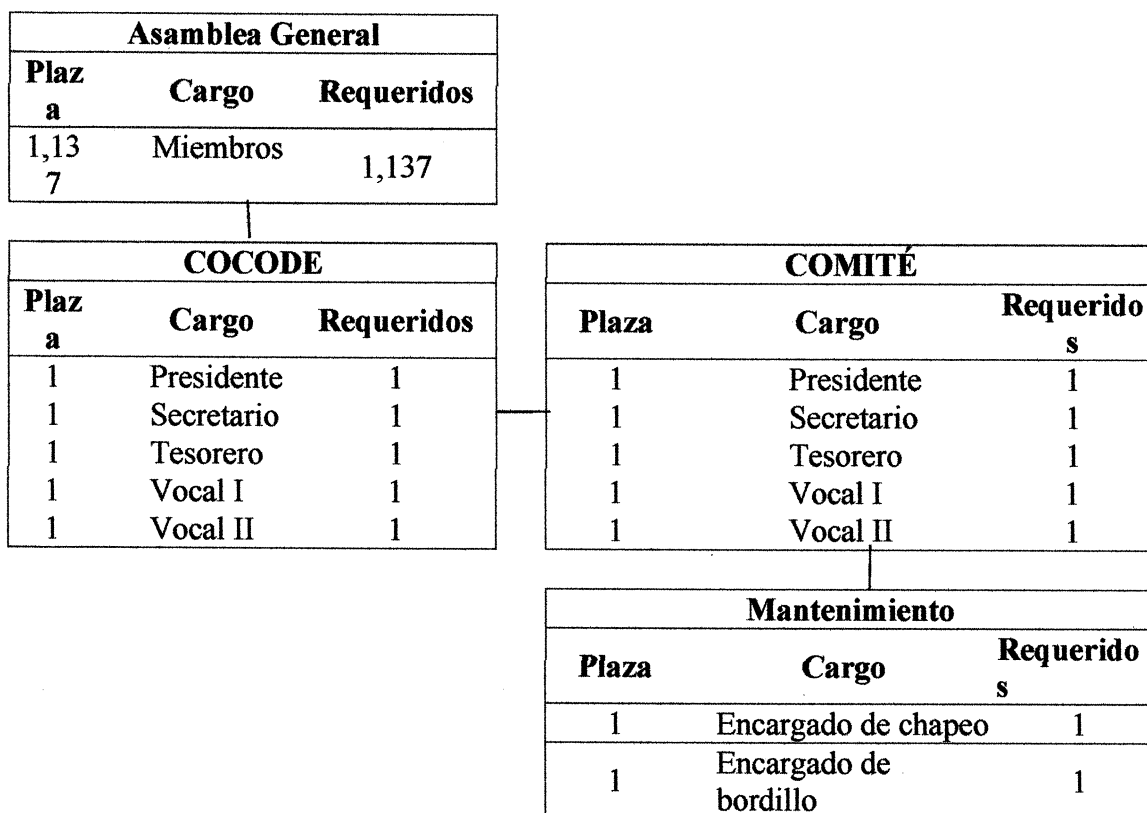 Asamblea General
Plaz
a Cargo Requeridos
1,13
7 Miembros 1,137
COCODE
Plaz
a Cargo Requeridos
1 Presidente 1
1 Secretario 1
1 Tesorero 1
1 Vocal I 1
1 Vocal II 1
COMITÉ
Plaza Cargo Requerido
s
1 Presidente 1
1 Secretario 1
1 Tesorero 1
1 Vocal I 1
1 Vocal II 1
Mantenimiento
Plaza Cargo Requerido
s
1 Encargado de chapeo 1
1 Encargado de
bordillo 1